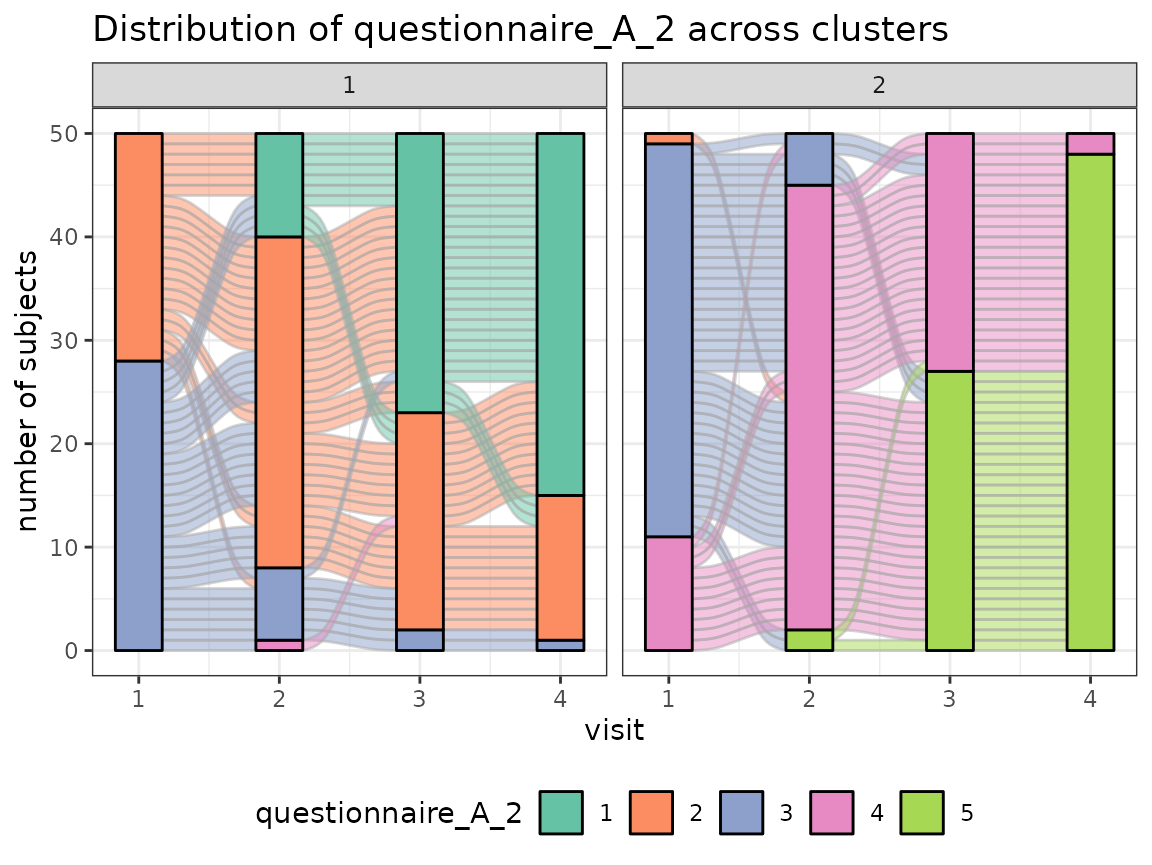 Distribution of questionnaire_A_2 across clusters
1 2
50
40
30
20
10
0
number of subjects
1 2 3 4 1 2 3 4
visit
questionnaire_A_2 1 2 3 4 5